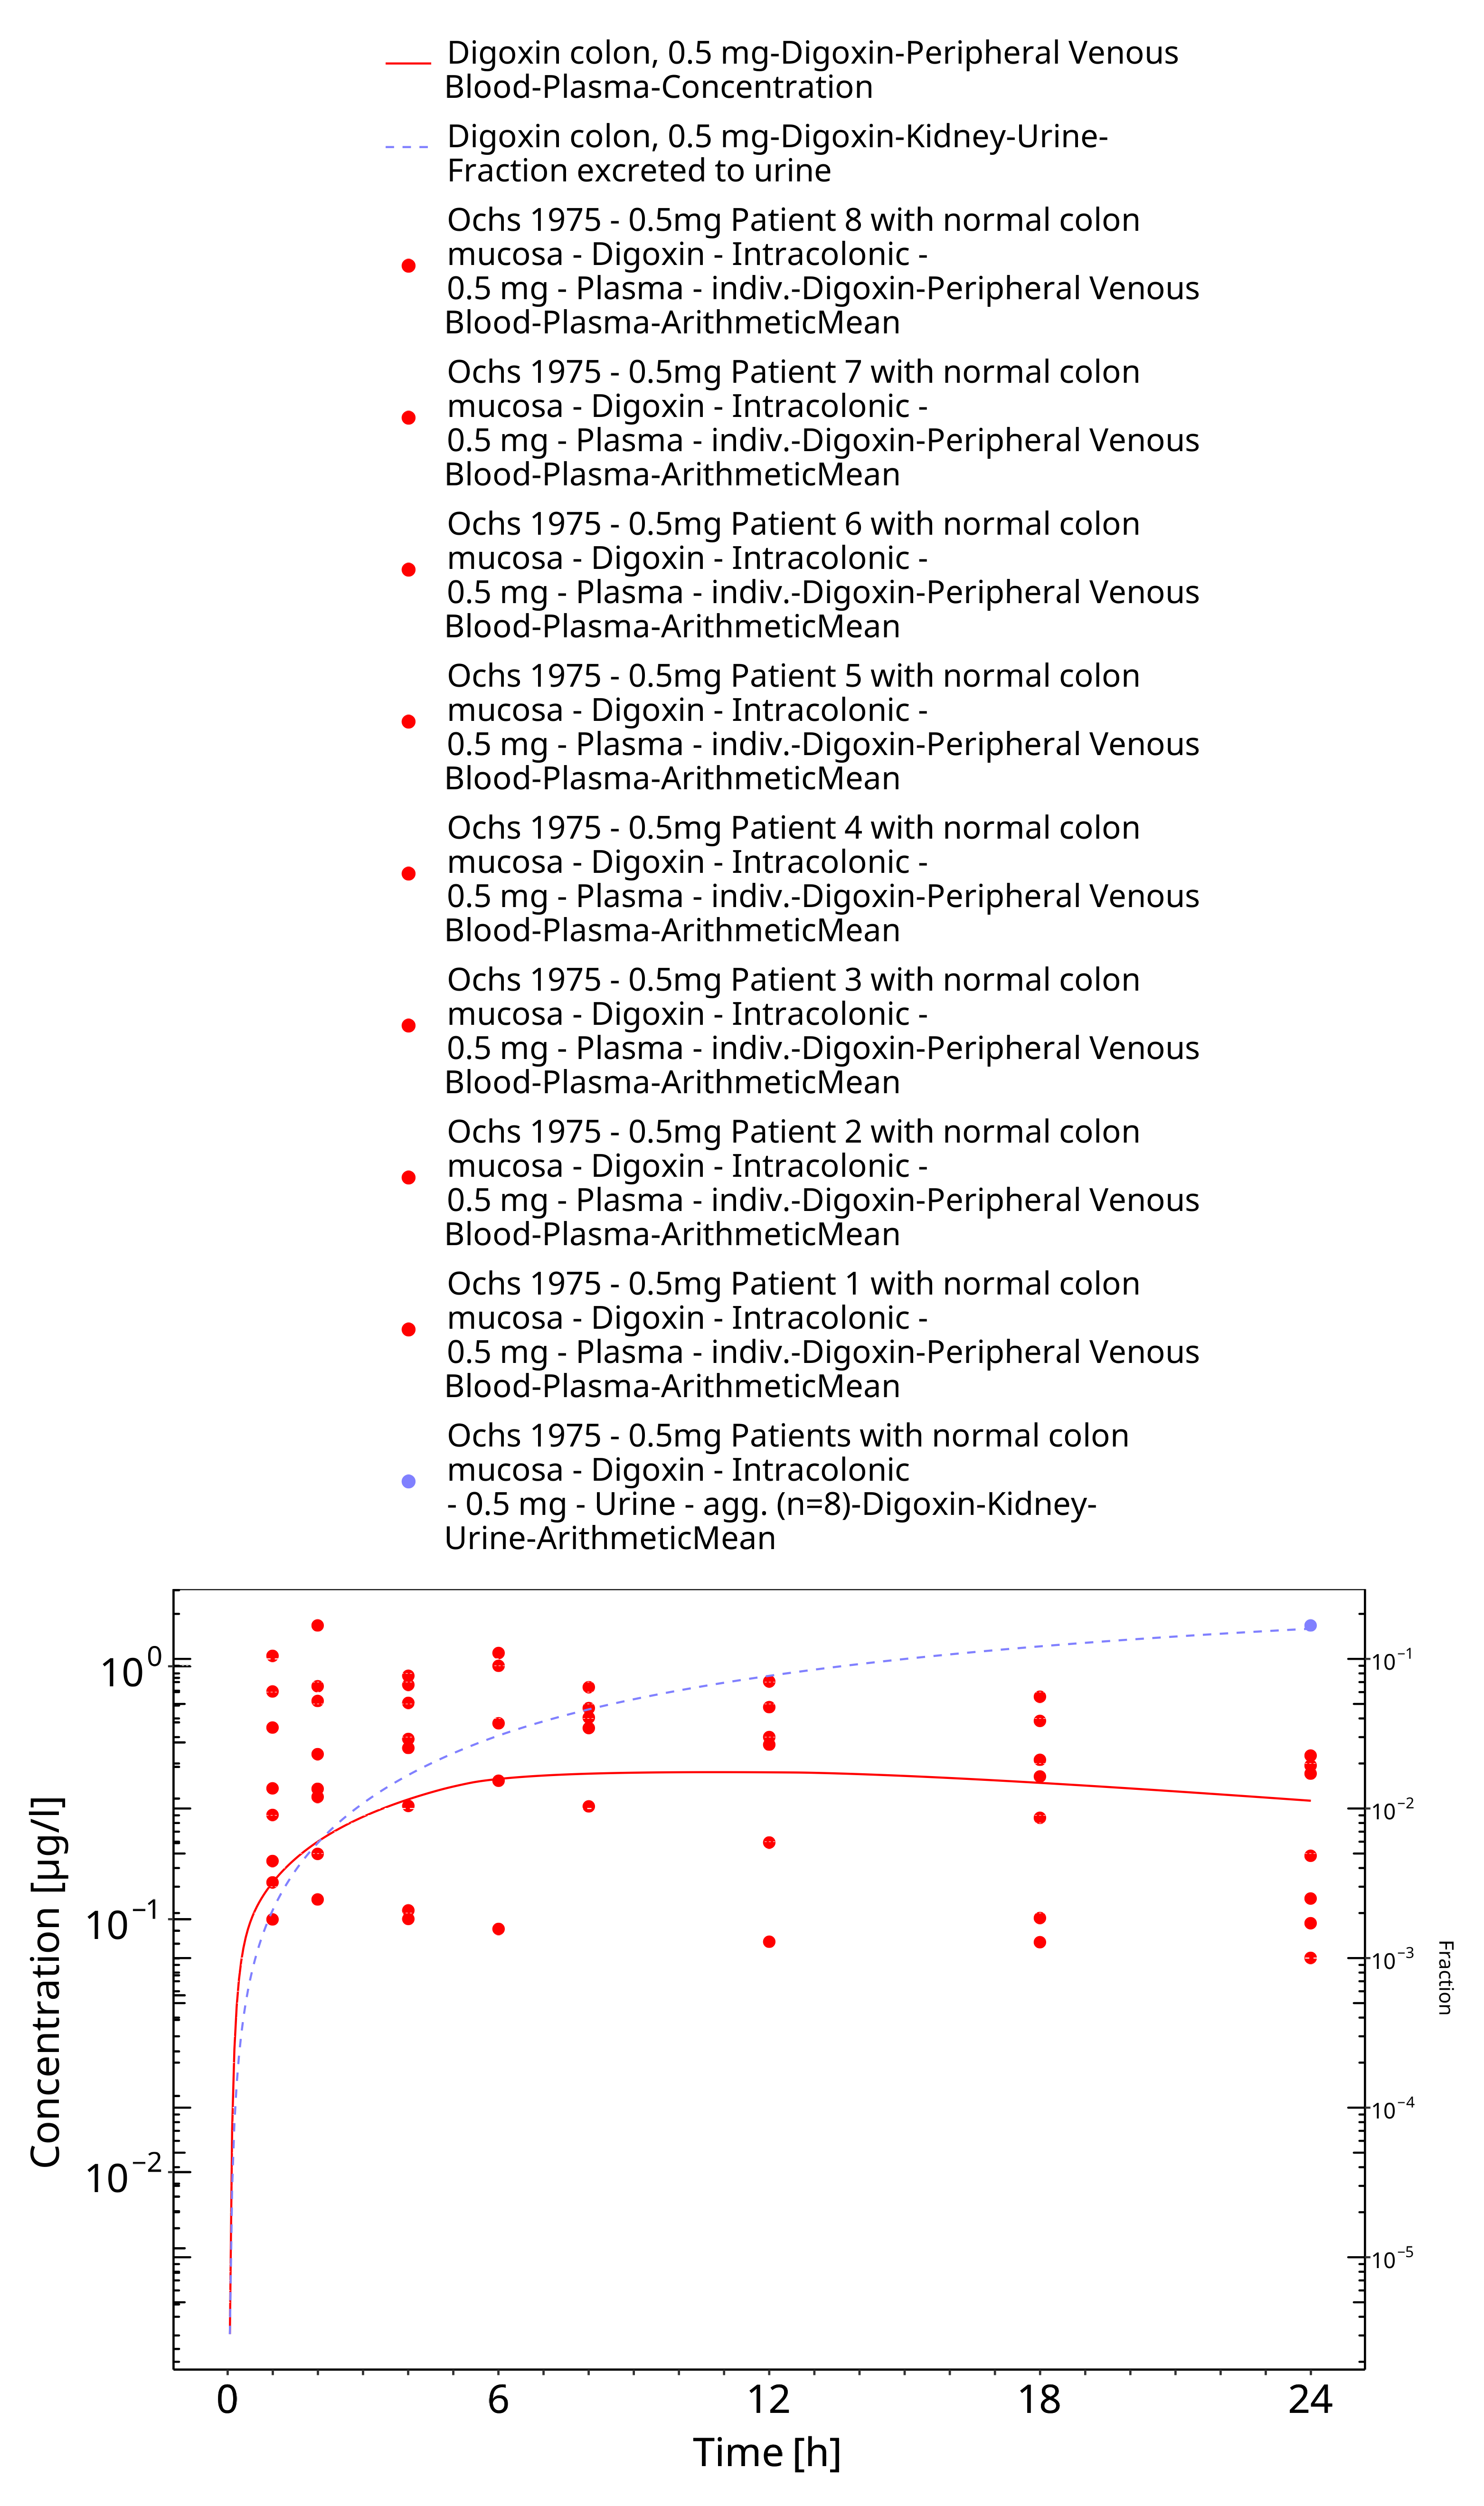 Digoxin colon, 0.5 mg-Digoxin-Peripheral Venous
Blood-Plasma-Concentration
Digoxin colon, 0.5 mg-Digoxin-Kidney-Urine-
Fraction excreted to urine
Ochs 1975 - 0.5mg Patient 8 with normal colon
mucosa - Digoxin - Intracolonic -
0.5 mg - Plasma - indiv.-Digoxin-Peripheral Venous
Blood-Plasma-ArithmeticMean
Ochs 1975 - 0.5mg Patient 7 with normal colon
mucosa - Digoxin - Intracolonic -
0.5 mg - Plasma - indiv.-Digoxin-Peripheral Venous
Blood-Plasma-ArithmeticMean
Ochs 1975 - 0.5mg Patient 6 with normal colon
mucosa - Digoxin - Intracolonic -
0.5 mg - Plasma - indiv.-Digoxin-Peripheral Venous
Blood-Plasma-ArithmeticMean
Ochs 1975 - 0.5mg Patient 5 with normal colon
mucosa - Digoxin - Intracolonic -
0.5 mg - Plasma - indiv.-Digoxin-Peripheral Venous
Blood-Plasma-ArithmeticMean
Ochs 1975 - 0.5mg Patient 4 with normal colon
mucosa - Digoxin - Intracolonic -
0.5 mg - Plasma - indiv.-Digoxin-Peripheral Venous
Blood-Plasma-ArithmeticMean
Ochs 1975 - 0.5mg Patient 3 with normal colon
mucosa - Digoxin - Intracolonic -
0.5 mg - Plasma - indiv.-Digoxin-Peripheral Venous
Blood-Plasma-ArithmeticMean
Ochs 1975 - 0.5mg Patient 2 with normal colon
mucosa - Digoxin - Intracolonic -
0.5 mg - Plasma - indiv.-Digoxin-Peripheral Venous
Blood-Plasma-ArithmeticMean
Ochs 1975 - 0.5mg Patient 1 with normal colon
mucosa - Digoxin - Intracolonic -
0.5 mg - Plasma - indiv.-Digoxin-Peripheral Venous
Blood-Plasma-ArithmeticMean
Ochs 1975 - 0.5mg Patients with normal colon
mucosa - Digoxin - Intracolonic
- 0.5 mg - Urine - agg. (n=8)-Digoxin-Kidney-
Urine-ArithmeticMean
Concentration [µg/l]
10⁰
10⁻¹
10⁻²
10⁻¹
10⁻²
10⁻³
10⁻⁴
10⁻⁵
Fraction
0 6 12 18 24
Time [h]